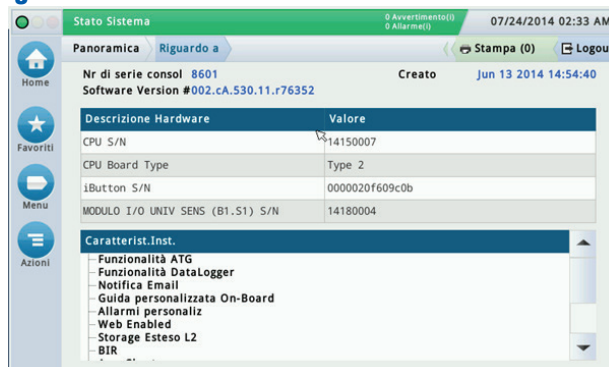 Stato Sistema
0 Avvertimento(i)
0 Allarme(i)
07/24/2014 02:33 AM
Panoramica
Riguardo a
Stampa (0)
Logou
Home
Nr di serie consol 8601
Creato
Jun 13 2014 14:54:40
Software Version #002.cA.530.11.r76352
Favoriti
Descrizione Hardware
Valore
CPU S/N
14150007
CPU Board Type
Type 2
iButton S/N
0000020f609c0b
Menu
MODULO I/O UNIV SENS (B1.S1) S/N
14180004
Azioni
Caratterist.Inst.
Funzionalità ATG
Funzionalità DataLogger
Notifica Email
Guida personalizzata On-Board
Allarmi personaliz
Web Enabled
Storage Esteso L2
BIR